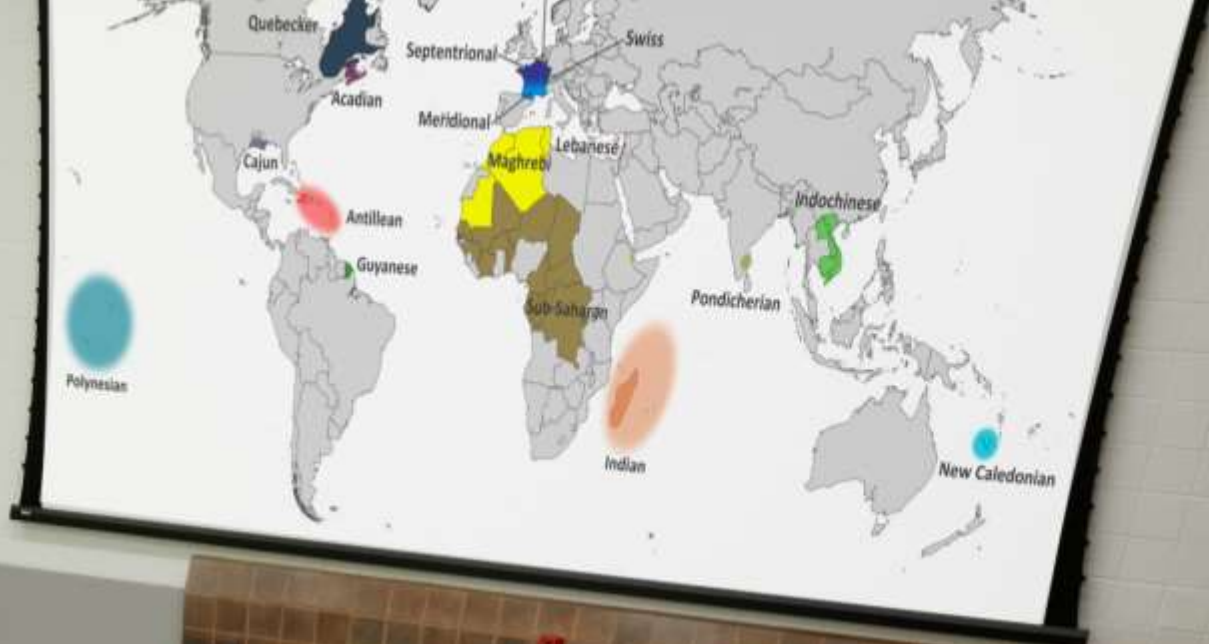 Quebecker
Swiss
Septentrional
Acadian
Meridional
Lebanese
Cajun
Maghrebi
Indochinese
Antillean
Guyanese
Pondicherian
Sub-Saharan
Polynesian
Indian
New Caledonian